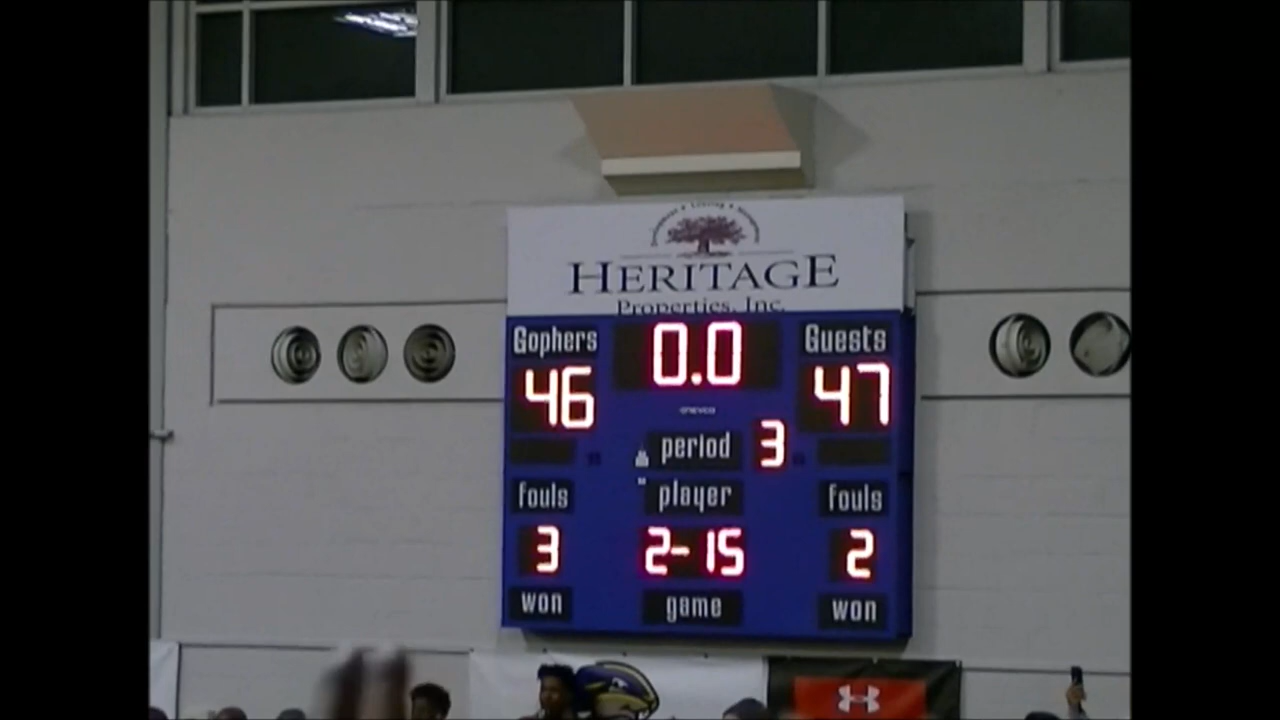 HERITAGE
Properties, Inc.
Gophers 0.0 Guests
46 47
period 3
fouls player fouls
3 2-15 2
won game won